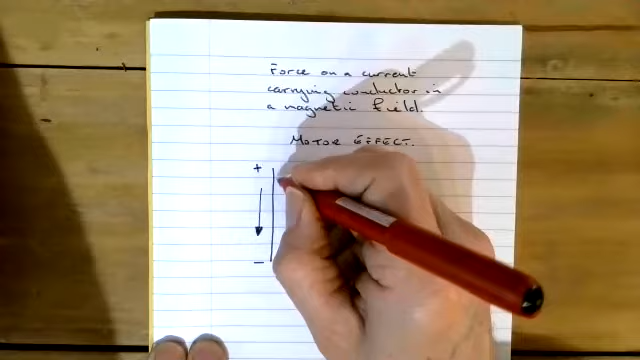 Force on a current
carrying conductor in
a magnetic field.
MOTOR EFFECT.
+
-